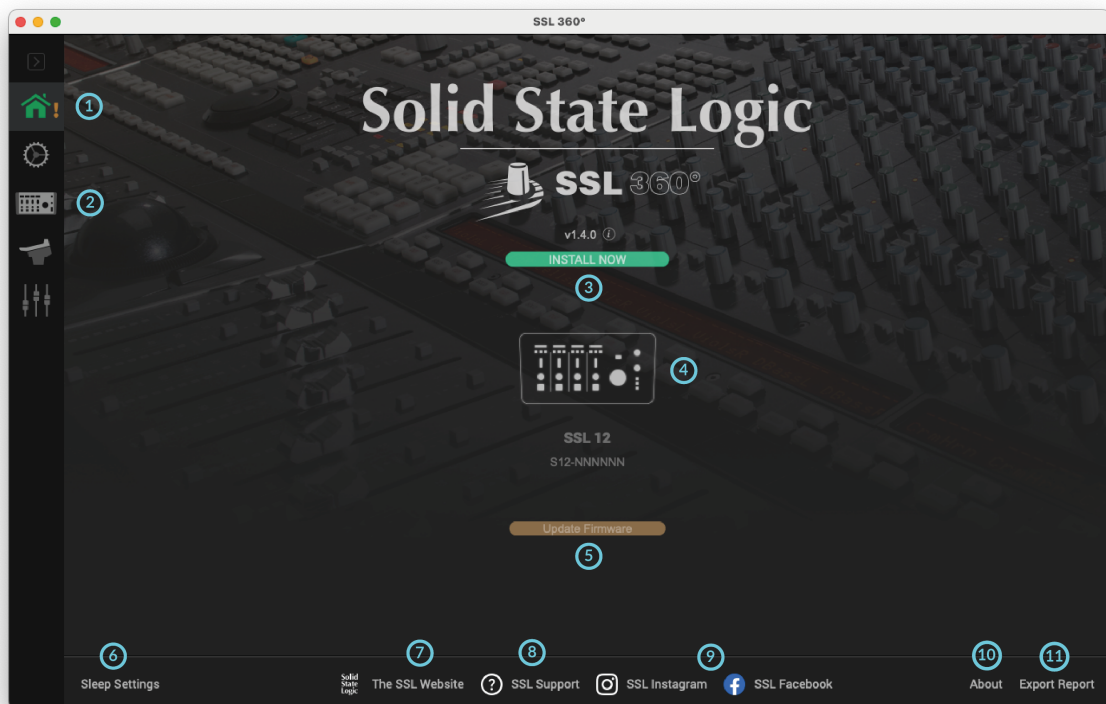 SSL 360°
1
Solid State Logic
SSL 360°
2
v1.4.0 i
INSTALL NOW
3
4
SSL 12
S12-NNNNNN
Update Firmware
5
6
7
8
9
10
11
Sleep Settings
Solid
State
Logic
The SSL Website
? SSL Support
SSL Instagram
f SSL Facebook
About
Export Report